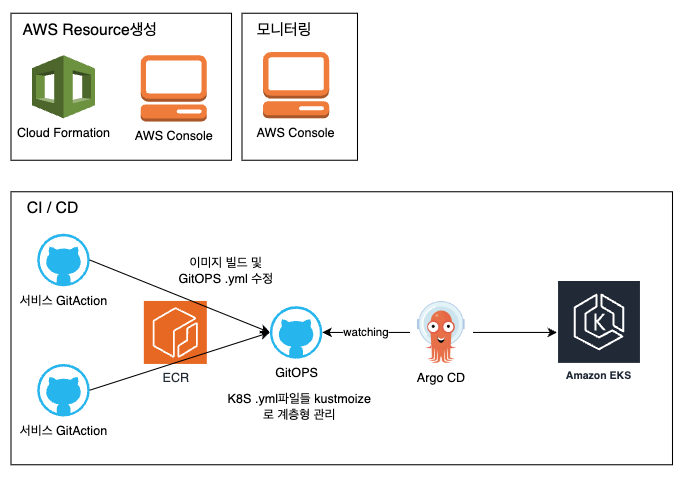 AWS Resource생성
Cloud Formation
AWS Console
모니터링
AWS Console
CI / CD
서비스 GitAction
이미지 빌드 및
GitOPS .yml 수정
ECR
서비스 GitAction
GitOPS
K8S .yml파일들 kustmoize
로 계층형 관리
watching
Argo CD
K
Amazon EKS